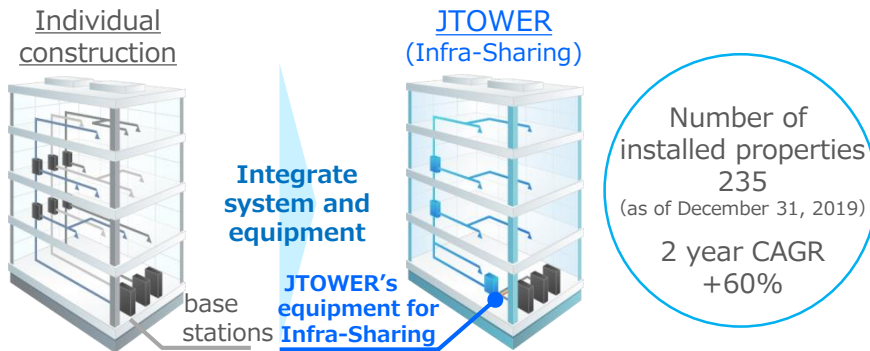 Individual
construction
base
stations
Integrate
system and
equipment
JTOWER
(Infra-Sharing)
JTOWER's
equipment for
Infra-Sharing
Number of
installed properties
235
(as of December 31, 2019)
2 year CAGR
+60%